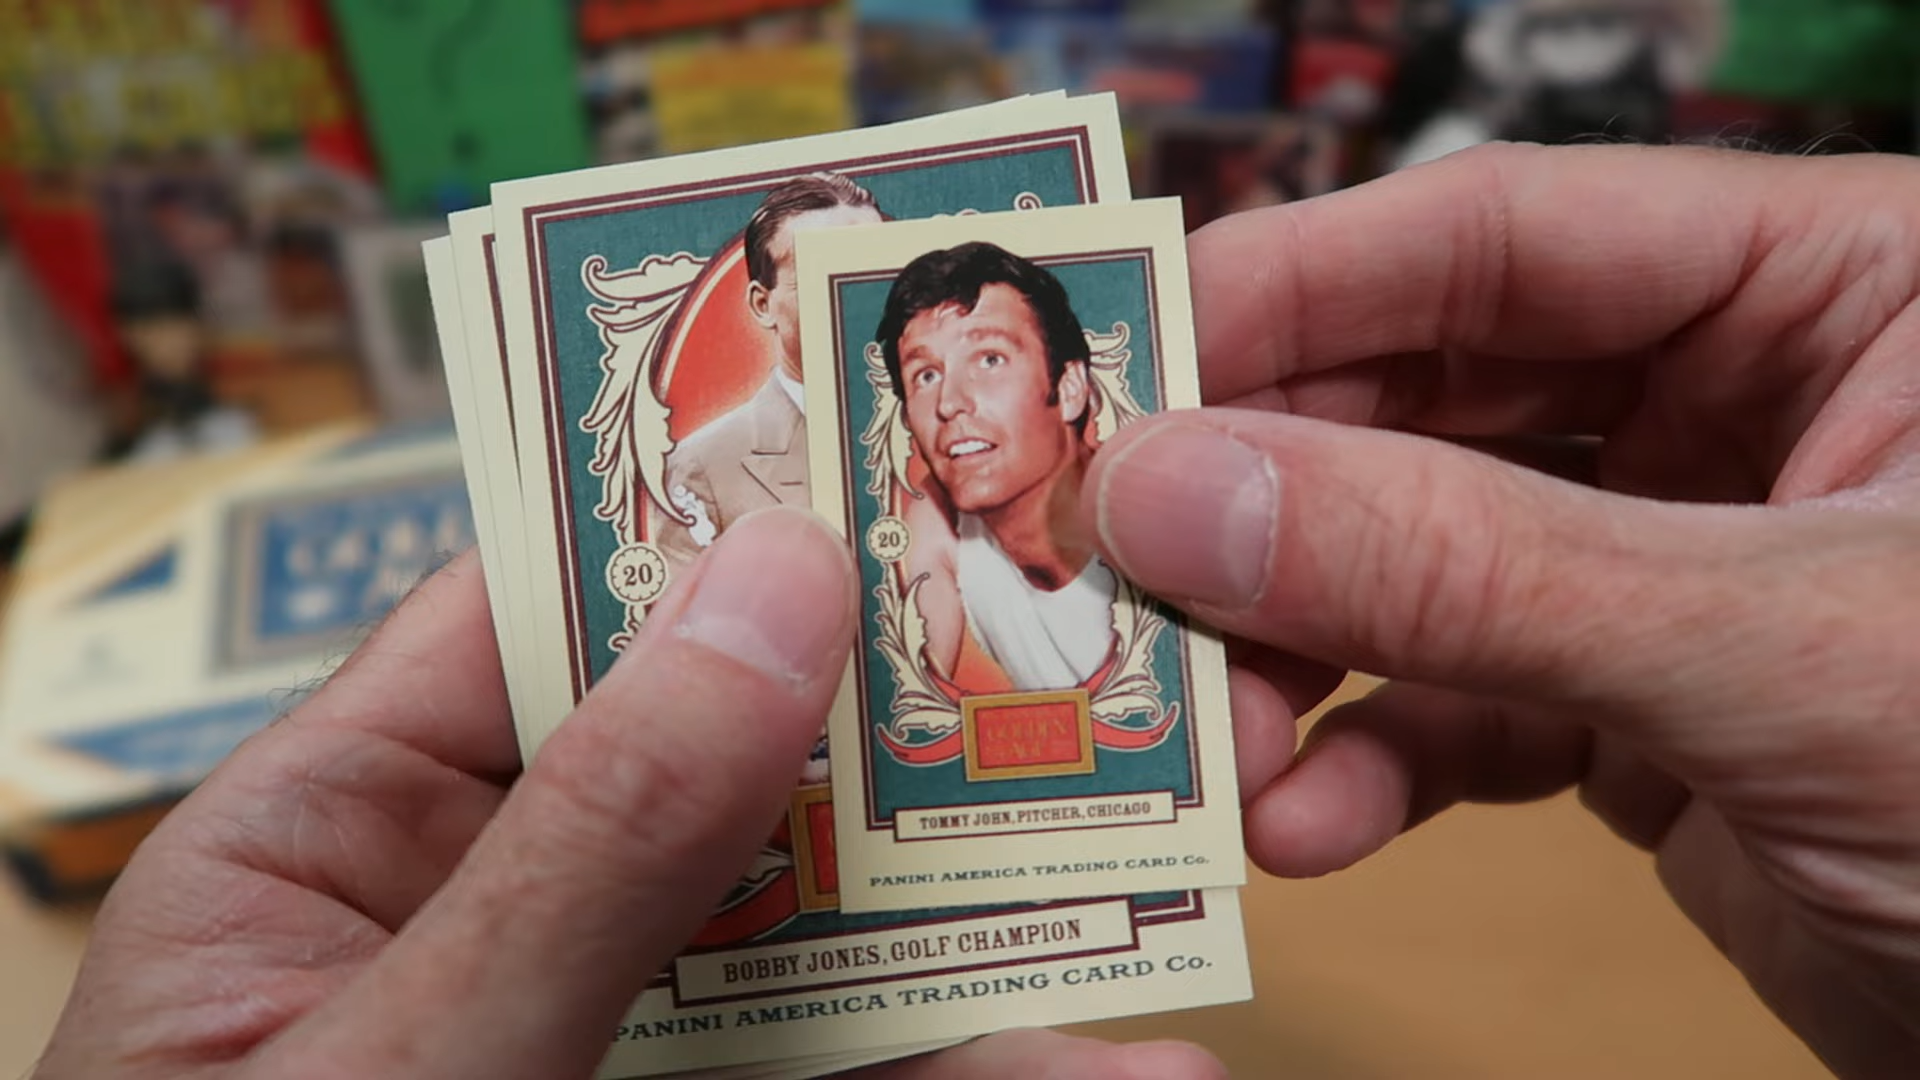 20
20
GOLDEN
AGE
TOMMY JOHN, PITCHER, CHICAGO
PANINI AMERICA TRADING CARD Co.
BOBBY JONES, GOLF CHAMPION
PANINI AMERICA TRADING CARD Co.